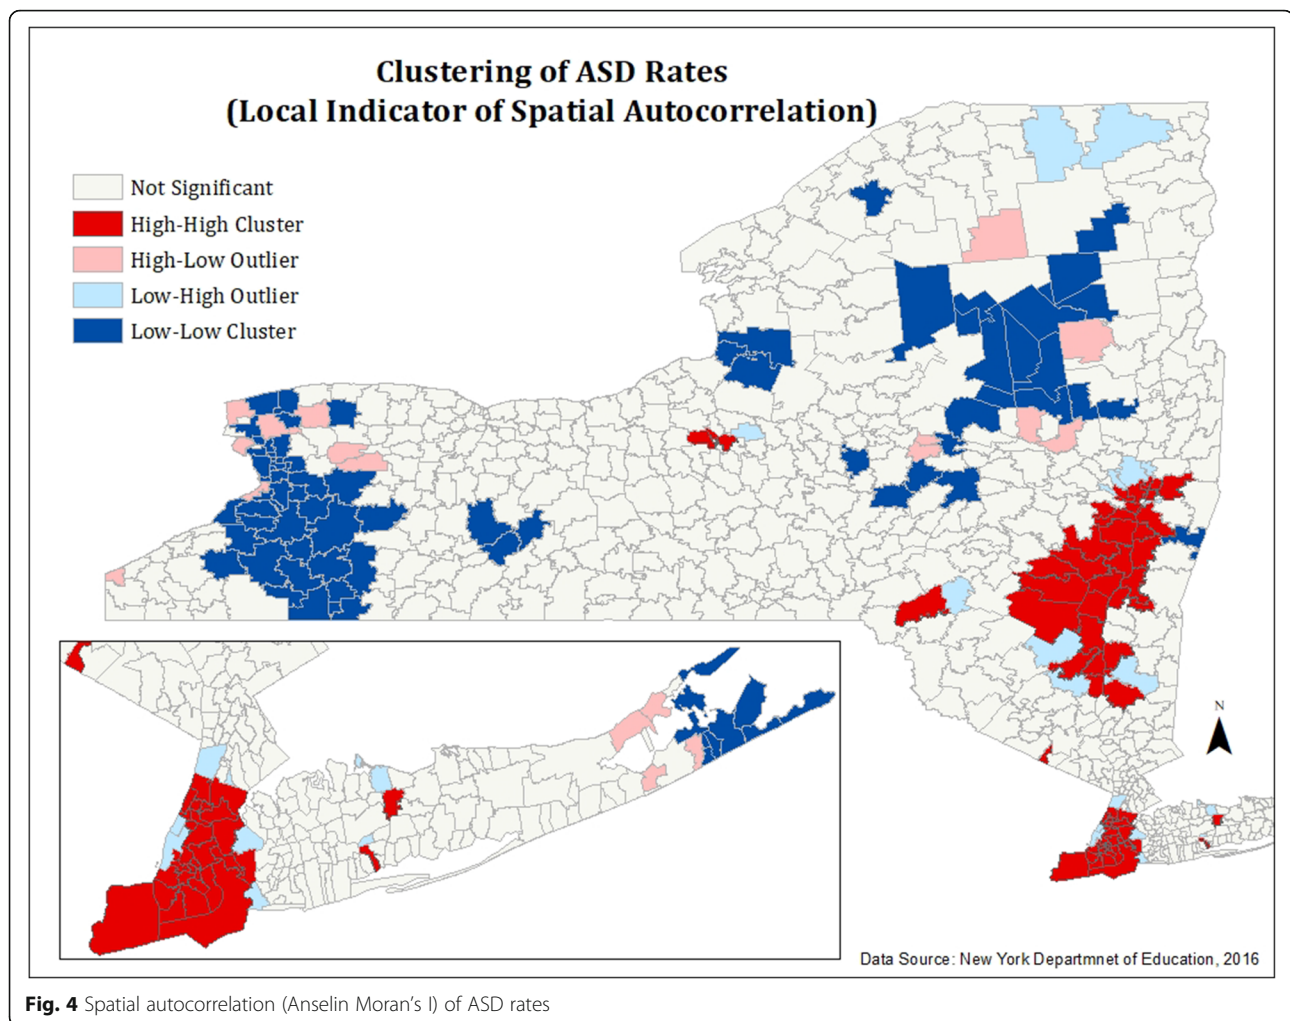 Clustering of ASD Rates
(Local Indicator of Spatial Autocorrelation)
Not Significant
High-High Cluster
High-Low Outlier
Low-High Outlier
Low-Low Cluster
N
Data Source: New York Departmnet of Education, 2016
Fig. 4 Spatial autocorrelation (Anselin Moran's I) of ASD rates